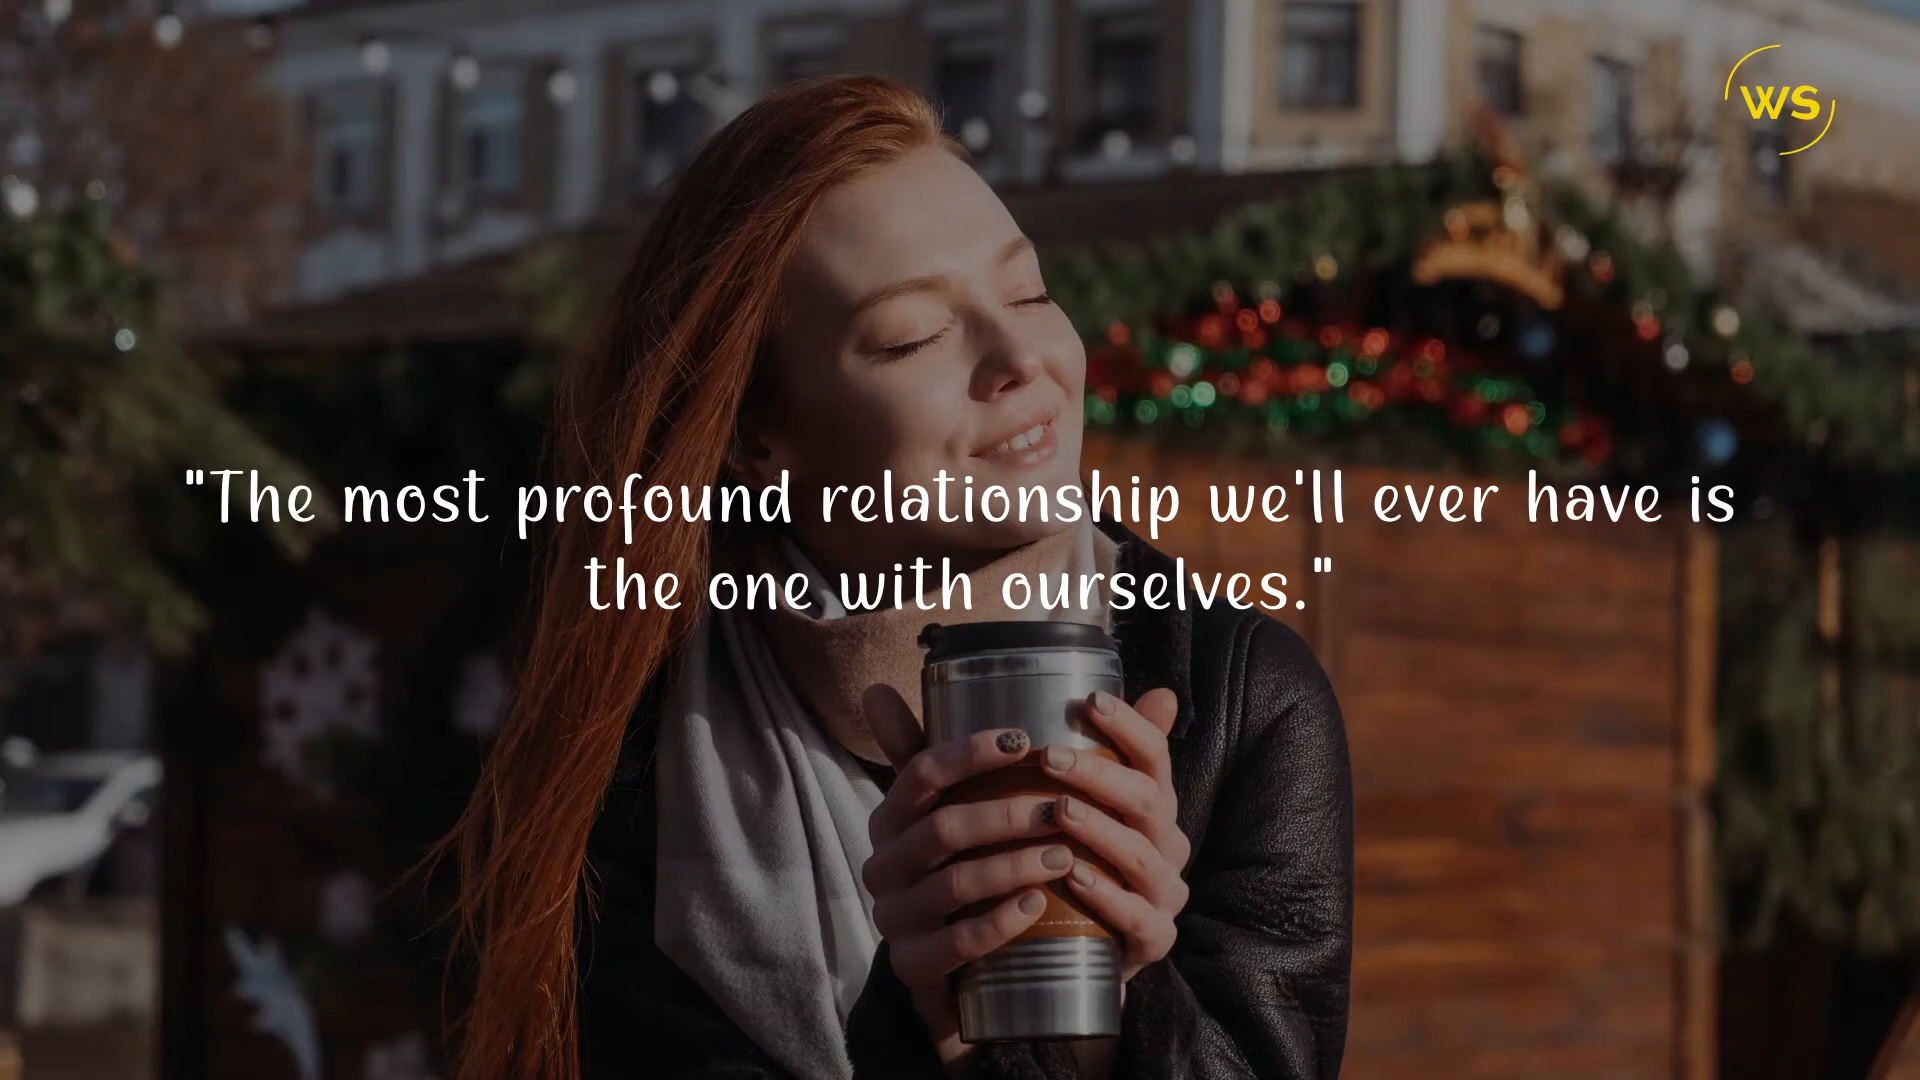 WS
"The most profound relationship we'll ever have is
the one with ourselves."